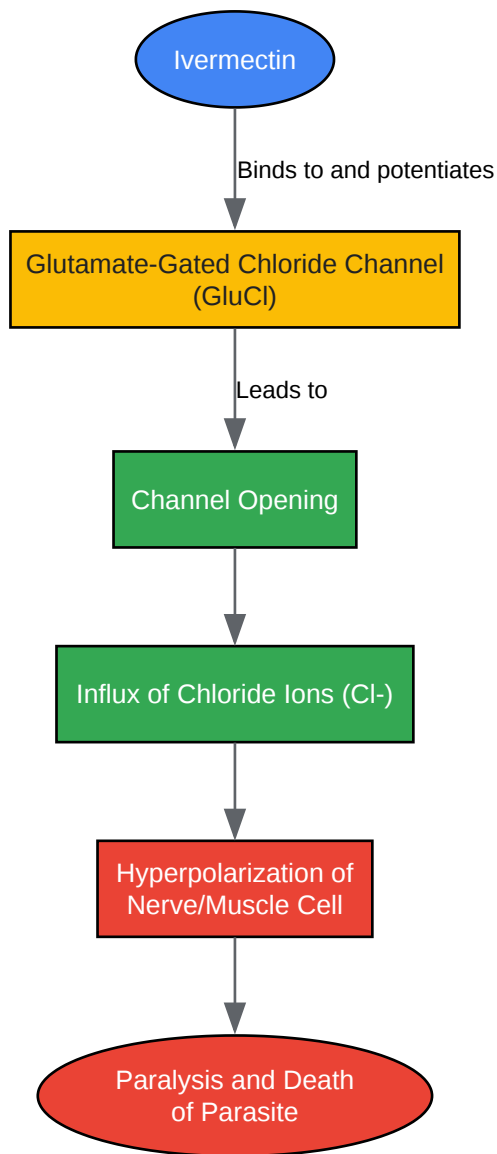 Ivermectin
Binds to and potentiates
Glutamate-Gated Chloride Channel
(GluCl)
Leads to
Channel Opening
Influx of Chloride Ions (Cl-)
Hyperpolarization of
Nerve/Muscle Cell
Paralysis and Death
of Parasite